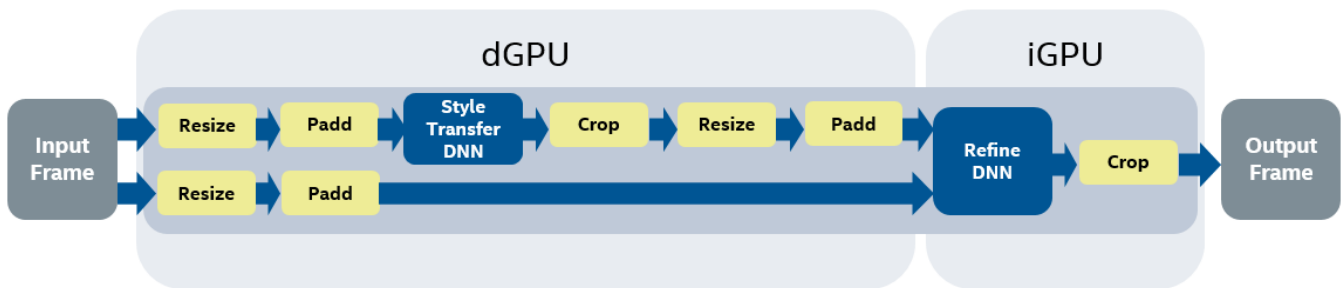 dGPU
iGPU
Input
Frame
Resize
Padd
Style
Transfer
DNN
Crop
Resize
Padd
Resize
Padd
Refine
DNN
Crop
Output
Frame